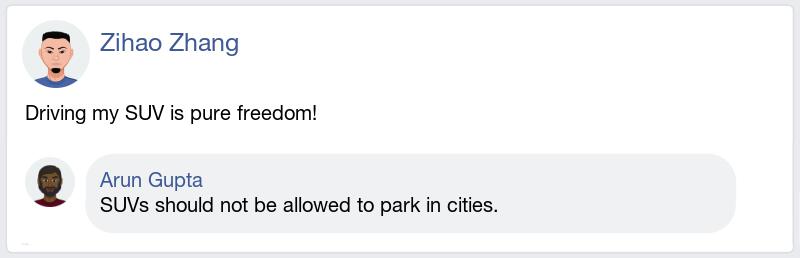 Zihao Zhang
Driving my SUV is pure freedom!
Arun Gupta
SUVs should not be allowed to park in cities.